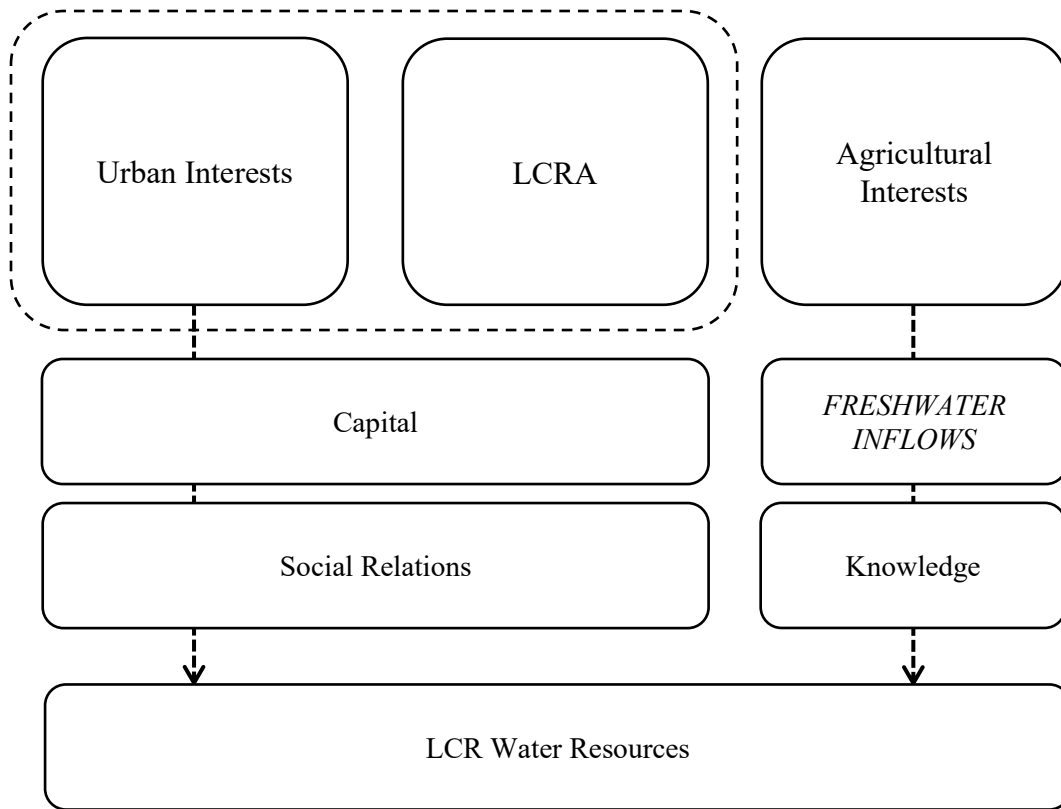 Urban Interests
LCRA
Agricultural
Interests
Capital
FRESHWATER
INFLOWS
Social Relations
Knowledge
LCR Water Resources